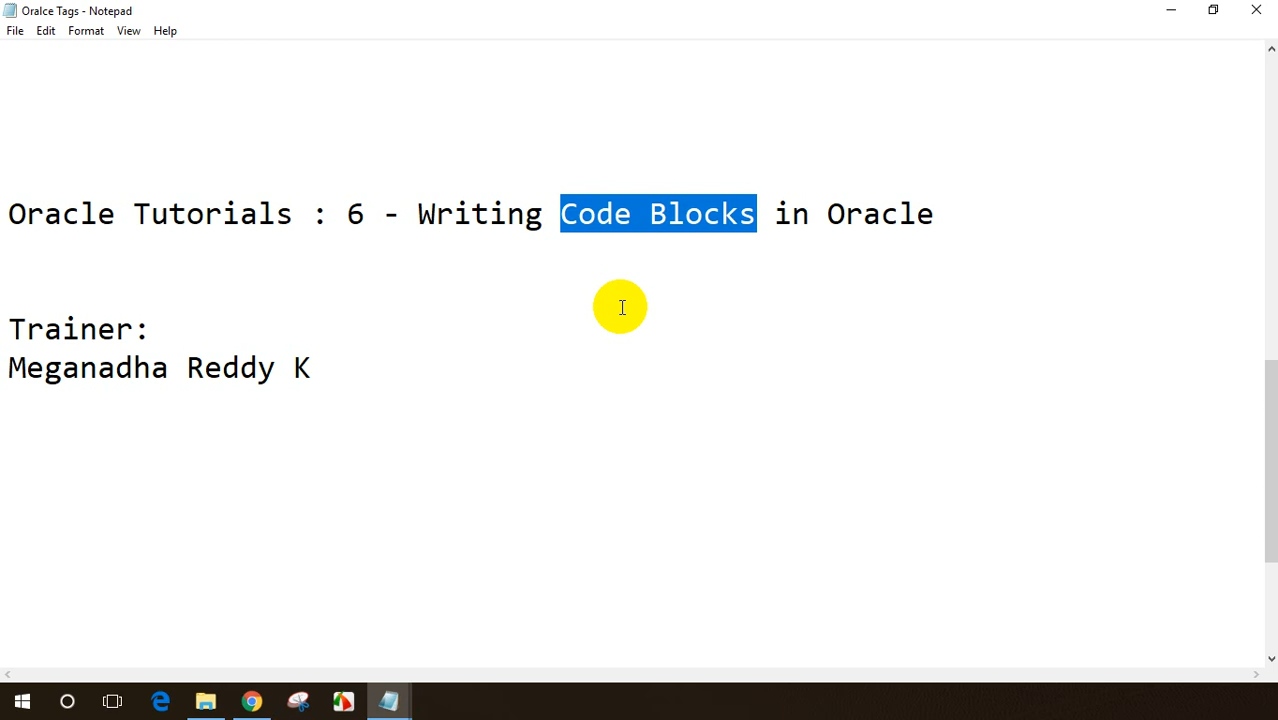 Oralce Tags - Notepad
File Edit Format View Help
Oracle Tutorials : 6 - Writing Code Blocks in Oracle
Trainer:
Meganadha Reddy K